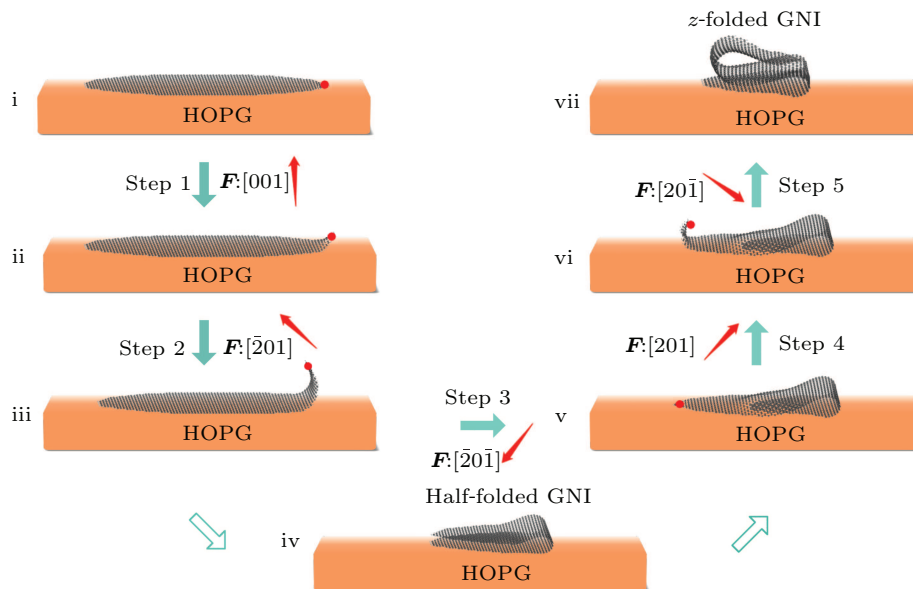 z-folded GNI
i
HOPG
vii
HOPG
Step 1
F:[001]
F:[201̄]
Step 5
ii
HOPG
vi
HOPG
Step 2
F:[2̄01]
F:[201]
Step 4
iii
HOPG
Step 3
F:[2̄01̄]
v
HOPG
Half-folded GNI
iv
HOPG